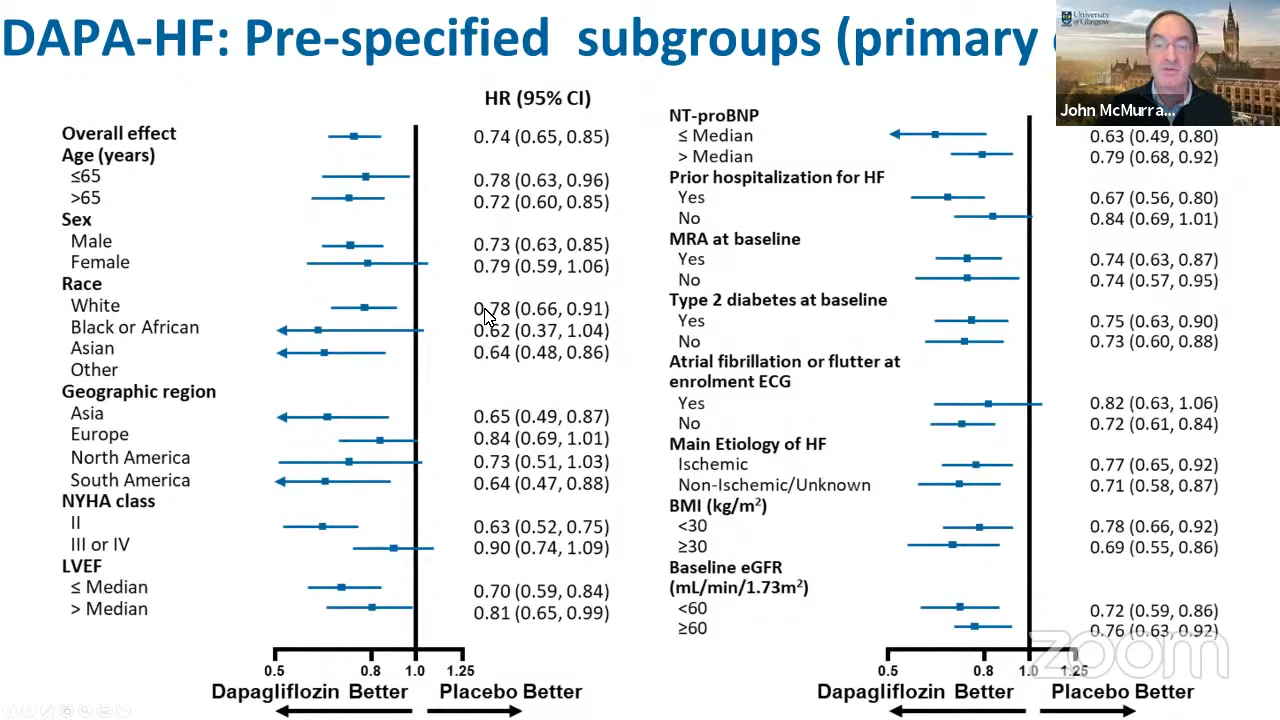 DAPA-HF: Pre-specified subgroups (primary
University of Glasgow
John McMurra...
HR (95% CI)
Overall effect 0.74 (0.65, 0.85)
Age (years)
≤65 0.78 (0.63, 0.96)
>65 0.72 (0.60, 0.85)
Sex
Male 0.73 (0.63, 0.85)
Female 0.79 (0.59, 1.06)
Race
White 0.78 (0.66, 0.91)
Black or African 0.62 (0.37, 1.04)
Asian 0.64 (0.48, 0.86)
Other
Geographic region
Asia 0.65 (0.49, 0.87)
Europe 0.84 (0.69, 1.01)
North America 0.73 (0.51, 1.03)
South America 0.64 (0.47, 0.88)
NYHA class
II 0.63 (0.52, 0.75)
III or IV 0.90 (0.74, 1.09)
LVEF
≤ Median 0.70 (0.59, 0.84)
> Median 0.81 (0.65, 0.99)
0.5 0.8 1.0 1.25
Dapagliflozin Better Placebo Better
NT-proBNP
≤ Median 0.63 (0.49, 0.80)
> Median 0.79 (0.68, 0.92)
Prior hospitalization for HF
Yes 0.67 (0.56, 0.80)
No 0.84 (0.69, 1.01)
MRA at baseline
Yes 0.74 (0.63, 0.87)
No 0.74 (0.57, 0.95)
Type 2 diabetes at baseline
Yes 0.75 (0.63, 0.90)
No 0.73 (0.60, 0.88)
Atrial fibrillation or flutter at
enrolment ECG
Yes 0.82 (0.63, 1.06)
No 0.72 (0.61, 0.84)
Main Etiology of HF
Ischemic 0.77 (0.65, 0.92)
Non-Ischemic/Unknown 0.71 (0.58, 0.87)
BMI (kg/m²)
<30 0.78 (0.66, 0.92)
≥30 0.69 (0.55, 0.86)
Baseline eGFR
(mL/min/1.73m²)
<60 0.72 (0.59, 0.86)
≥60 0.76 (0.63, 0.92)
zoom
0.5 0.8 1.0 1.25
Dapagliflozin Better Placebo Better